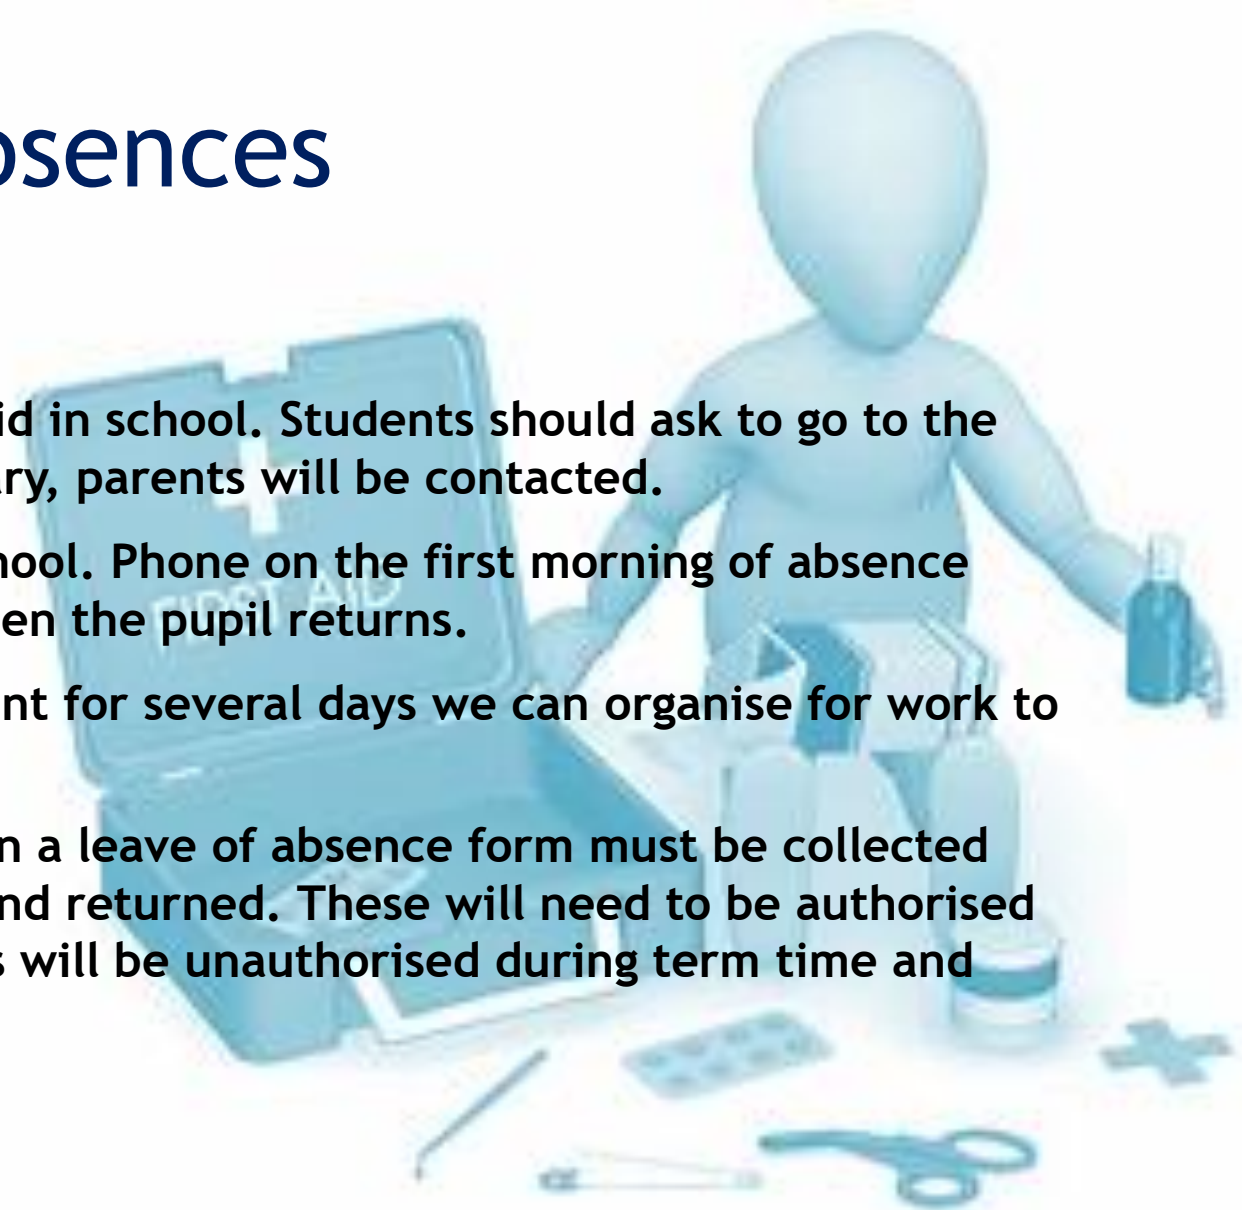 bsences
id in school. Students should ask to go to the
ry, parents will be contacted.
hool. Phone on the first morning of absence
en the pupil returns.
nt for several days we can organise for work to
n a leave of absence form must be collected
nd returned. These will need to be authorised
s will be unauthorised during term time and
FIRST AID